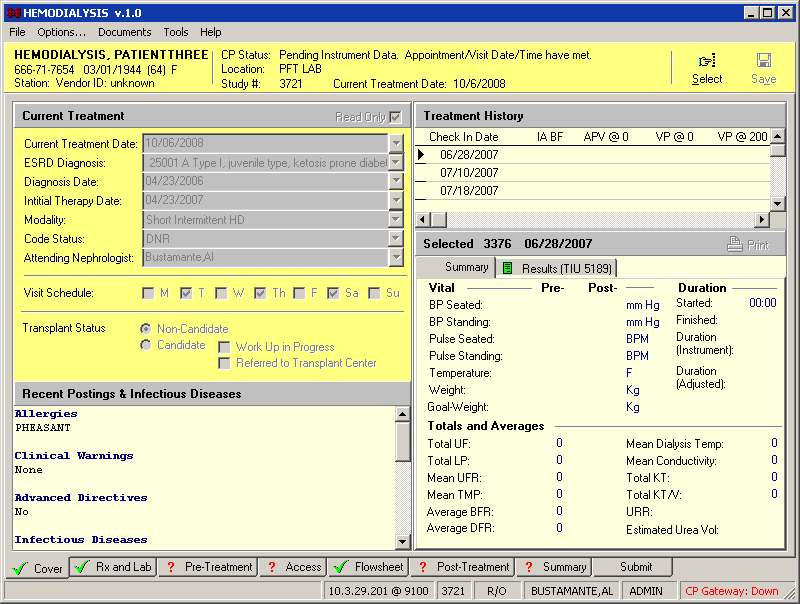 HEMODIALYSIS v.1.0
File Options... Documents Tools Help
HEMODIALYSIS, PATIENTTHREE
666-71-7654 03/01/1944 (64) F
Station: Vendor ID: unknown
CP Status: Pending Instrument Data. Appointment/Visit Date/Time have met.
Location: PFT LAB
Study #: 3721 Current Treatment Date: 10/6/2008
Select Save
Current Treatment Read Only
Current Treatment Date: 10/06/2008
ESRD Diagnosis: 25001 A Type I, juvenile type, ketosis prone diabet
Diagnosis Date: 04/23/2006
Intitial Therapy Date: 04/23/2007
Modality: Short Intermittent HD
Code Status: DNR
Attending Nephrologist: Bustamante,Al
Visit Schedule: M T W Th F Sa Su
Transplant Status Non-Candidate
Candidate Work Up in Progress
Referred to Transplant Center
Recent Postings & Infectious Diseases
Allergies
PHEASANT
Clinical Warnings
None
Advanced Directives
No
Infectious Diseases
Treatment History
Check In Date IA BF APV @ 0 VP @ 0 VP @ 200
06/28/2007
07/10/2007
07/18/2007
Selected 3376 06/28/2007 Print
Summary Results (TIU 5189)
Vital Pre- Post- Duration
BP Seated: mm Hg Started: 00:00
BP Standing: mm Hg Finished:
Pulse Seated: BPM Duration (Instrument):
Pulse Standing: BPM
Temperature: F Duration (Adjusted):
Weight: Kg
Goal-Weight: Kg
Totals and Averages
Total UF: 0 Mean Dialysis Temp: 0
Total LP: 0 Mean Conductivity: 0
Mean UFR: 0 Total KT: 0
Mean TMP: 0 Total KT/V: 0
Average BFR: 0 URR:
Average DFR: 0 Estimated Urea Vol:
Cover Rx and Lab ? Pre-Treatment ? Access Flowsheet ? Post-Treatment ? Summary Submit
10.3.29.201 @ 9100 3721 R/O BUSTAMANTE,AL ADMIN CP Gateway: Down